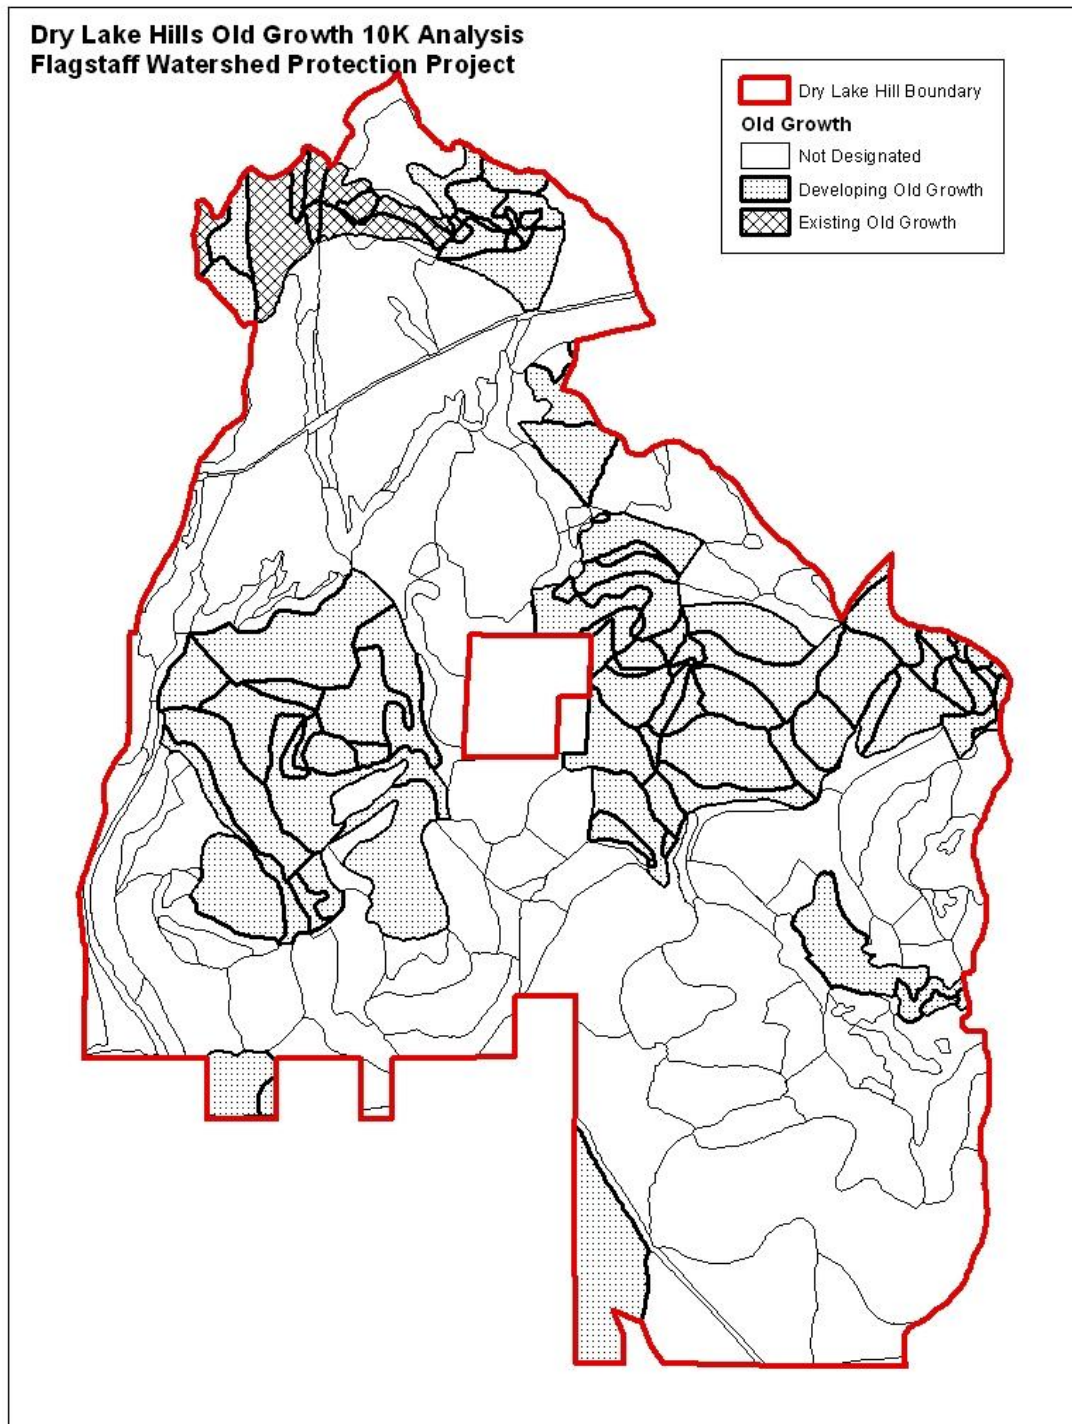 Dry Lake Hills Old Growth 10K Analysis
Flagstaff Watershed Protection Project
Dry Lake Hill Boundary
Old Growth
Not Designated
Developing Old Growth
Existing Old Growth